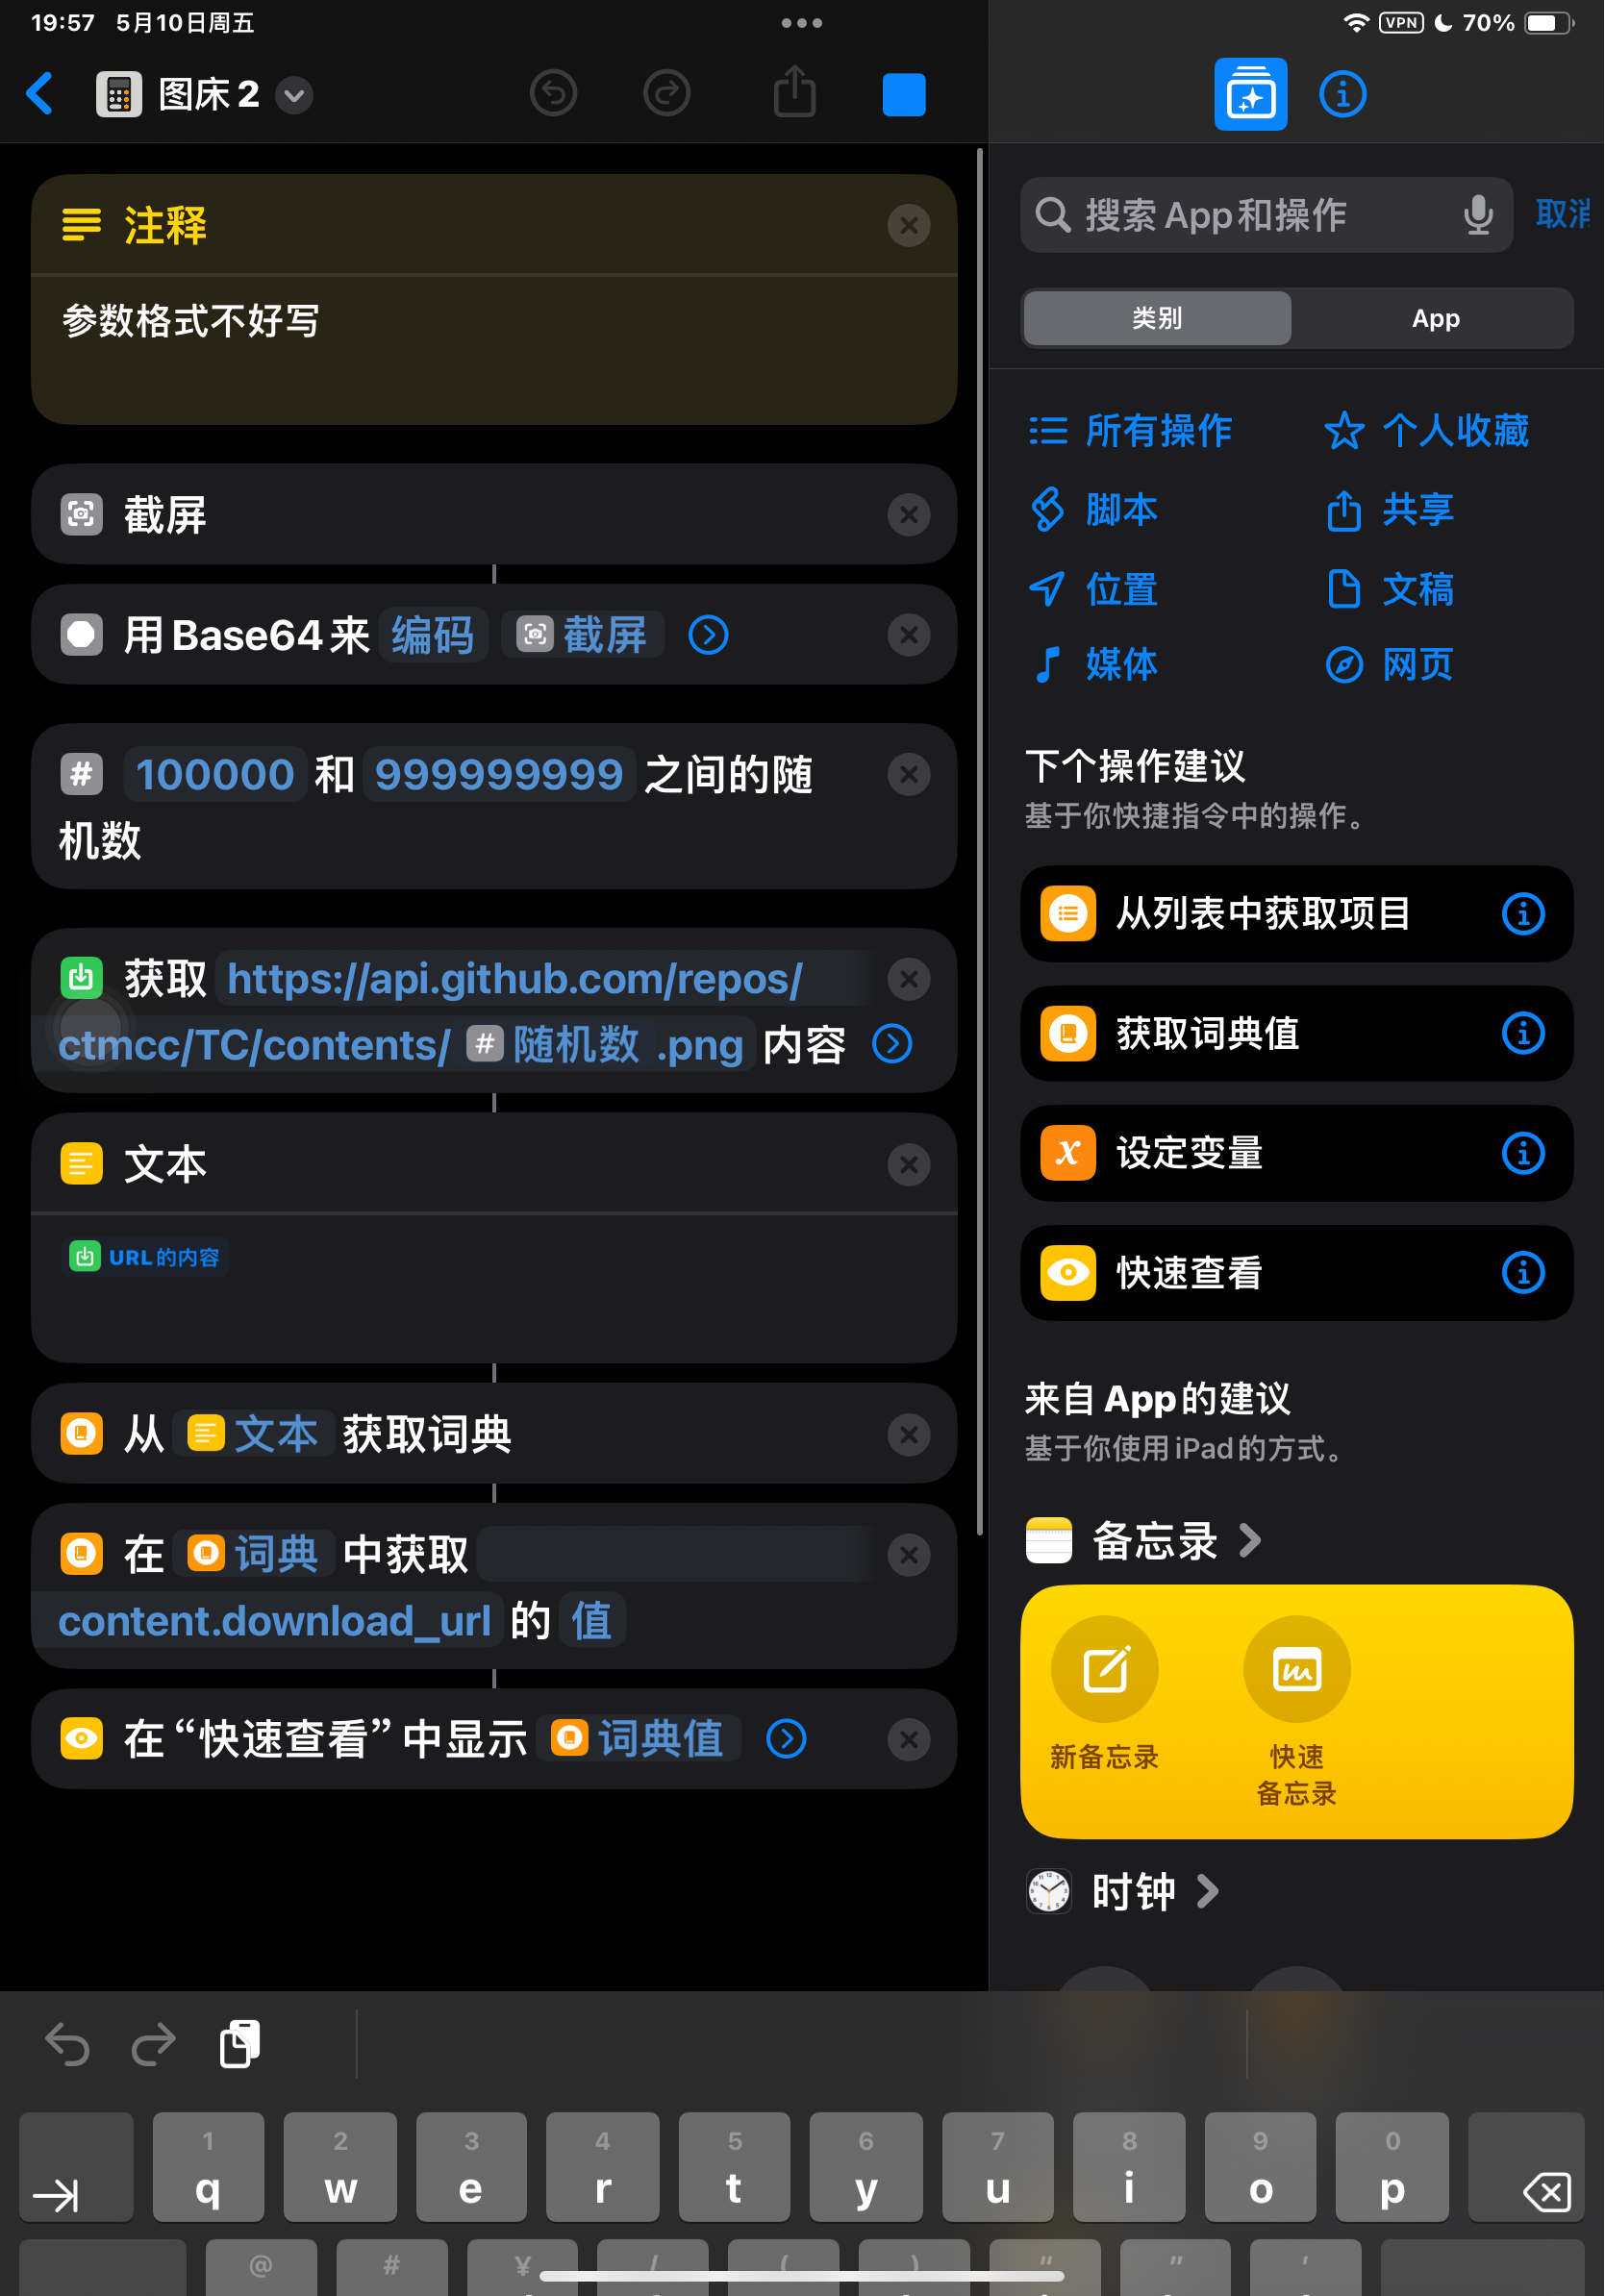 19:57 5月10日周五
VPN 70%
图床 2
注释
参数格式不好写
截屏
用Base64来 编码 截屏
# 100000 和 999999999 之间的随
机数
获取 https://api.github.com/repos/
ctmcc/TC/contents/ # 随机数 .png 内容
文本
URL的内容
从 文本 获取词典
在 词典 中获取
content.download_url 的 值
在“快速查看”中显示 词典值
搜索 App和操作
类别 App
所有操作 个人收藏
脚本 共享
位置 文稿
媒体 网页
下个操作建议
基于你快捷指令中的操作。
从列表中获取项目
获取词典值
x 设定变量
快速查看
来自 App的建议
基于你使用 iPad的方式。
备忘录
新备忘录 快速
备忘录
时钟
1 2 3 4 5 6 7 8 9 0
q w e r t y u i o p
@ # ¥ / ( ) “ ” ’